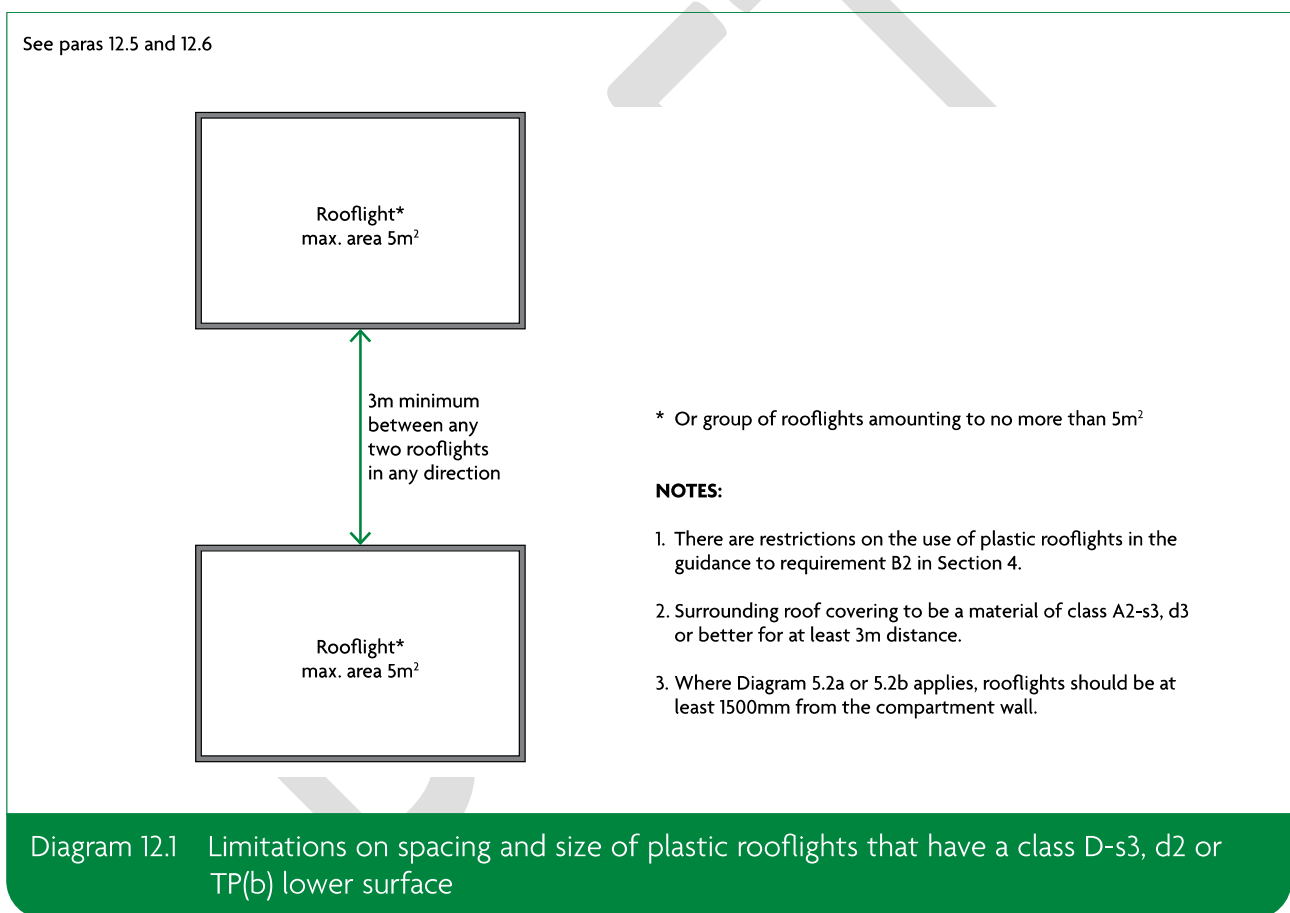 See paras 12.5 and 12.6
Rooflight*
max. area 5m²
3m minimum
between any
two rooflights
in any direction
Rooflight*
max. area 5m²
* Or group of rooflights amounting to no more than 5m²
NOTES:
1. There are restrictions on the use of plastic rooflights in the
guidance to requirement B2 in Section 4.
2. Surrounding roof covering to be a material of class A2-s3, d3
or better for at least 3m distance.
3. Where Diagram 5.2a or 5.2b applies, rooflights should be at
least 1500mm from the compartment wall.
Diagram 12.1 Limitations on spacing and size of plastic rooflights that have a class D-s3, d2 or
TP(b) lower surface